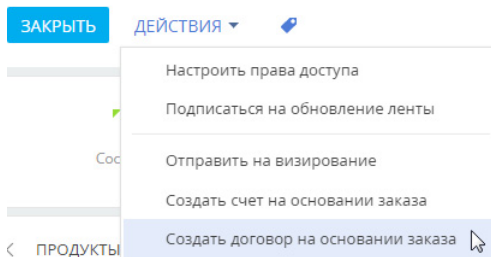 ЗАКРЫТЬ ДЕЙСТВИЯ
Настроить права доступа
Подписаться на обновление ленты
Сос
Отправить на визирование
Создать счет на основании заказа
ПРОДУКТЫ
Создать договор на основании заказа